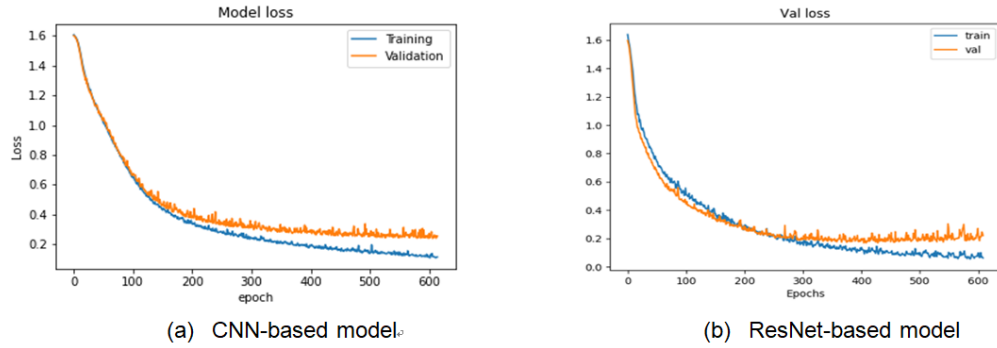 Model loss
Training
Validation
1.6
1.4
1.2
1.0
0.8
0.6
0.4
0.2
Loss
0 100 200 300 400 500 600
epoch
(a) CNN-based model
Val loss
train
val
1.6
1.4
1.2
1.0
0.8
0.6
0.4
0.2
0.0
0 100 200 300 400 500 600
Epochs
(b) ResNet-based model